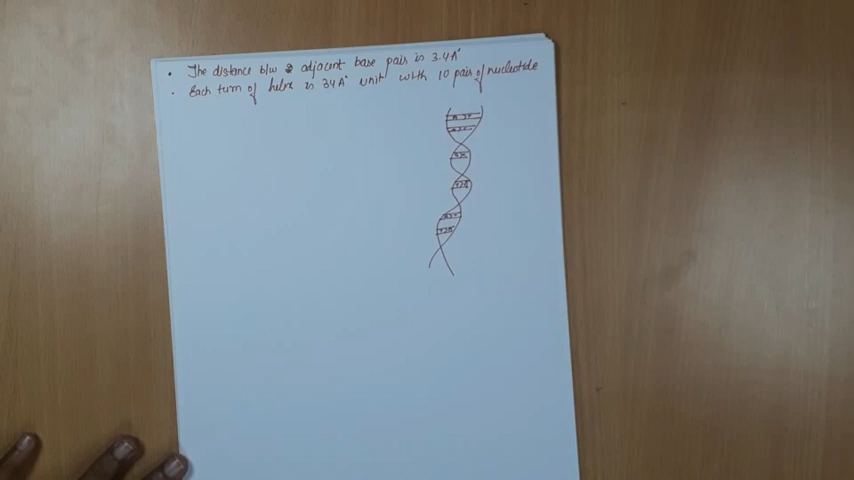 • The distance b/w 2 adjacent base pair is 3.4A°
• Each turn of helix is 34A° unit with 10 pair of nucleotide